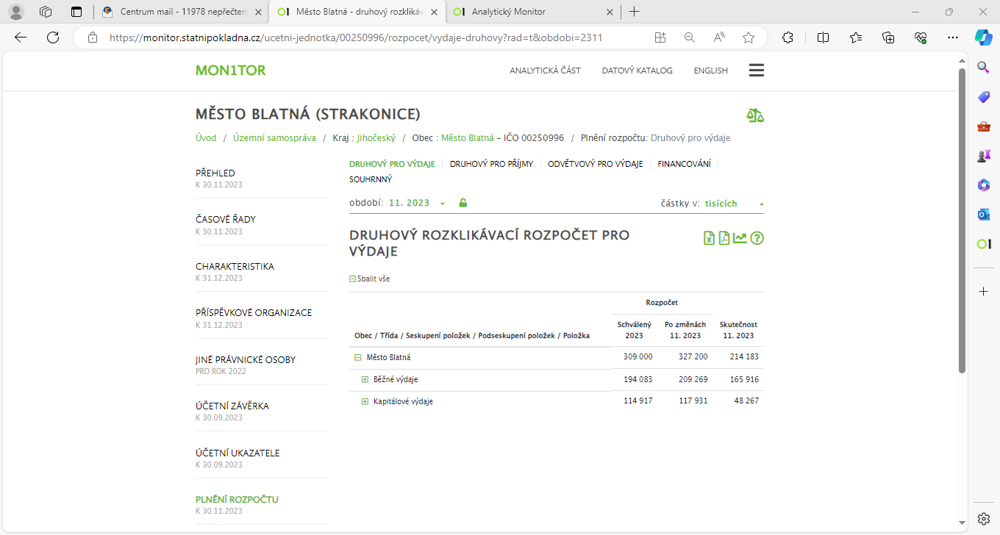 Centrum mail - 11978 nepřečten
Město Blatná - druhový rozklikáv
Analytický Monitor
https://monitor.statnipokladna.cz/ucetni-jednotka/00250996/rozpocet/vydaje-druhovy?rad=t&obdobi=2311
MON1TOR
ANALYTICKÁ ČÁST
DATOVÝ KATALOG
ENGLISH
MĚSTO BLATNÁ (STRAKONICE)
Úvod / Územní samospráva / Kraj : Jihočeský / Obec : Město Blatná – IČO 00250996 / Plnění rozpočtu: Druhový pro výdaje
PŘEHLED
K 30.11.2023
ČASOVÉ ŘADY
K 30.11.2023
CHARAKTERISTIKA
K 31.12.2023
PŘÍSPĚVKOVÉ ORGANIZACE
K 31.12.2023
JINÉ PRÁVNICKÉ OSOBY
PRO ROK 2022
ÚČETNÍ ZÁVĚRKA
K 30.09.2023
ÚČETNÍ UKAZATELE
K 30.09.2023
PLNĚNÍ ROZPOČTU
K 30.11.2023
DRUHOVÝ PRO VÝDAJE
DRUHOVÝ PRO PŘÍJMY
ODVĚTVOVÝ PRO VÝDAJE
FINANCOVÁNÍ
SOUHRNNÝ
období: 11. 2023
částky v: tisících
DRUHOVÝ ROZKLIKÁVACÍ ROZPOČET PRO
VÝDAJE
Sbalit vše
Rozpočet
Schválený Po změnách Skutečnost
Obec / Třída / Seskupení položek / Podseskupení položek / Položka 2023 11. 2023 11. 2023
Město Blatná 309 000 327 200 214 183
Běžné výdaje 194 083 209 269 165 916
Kapitálové výdaje 114 917 117 931 48 267